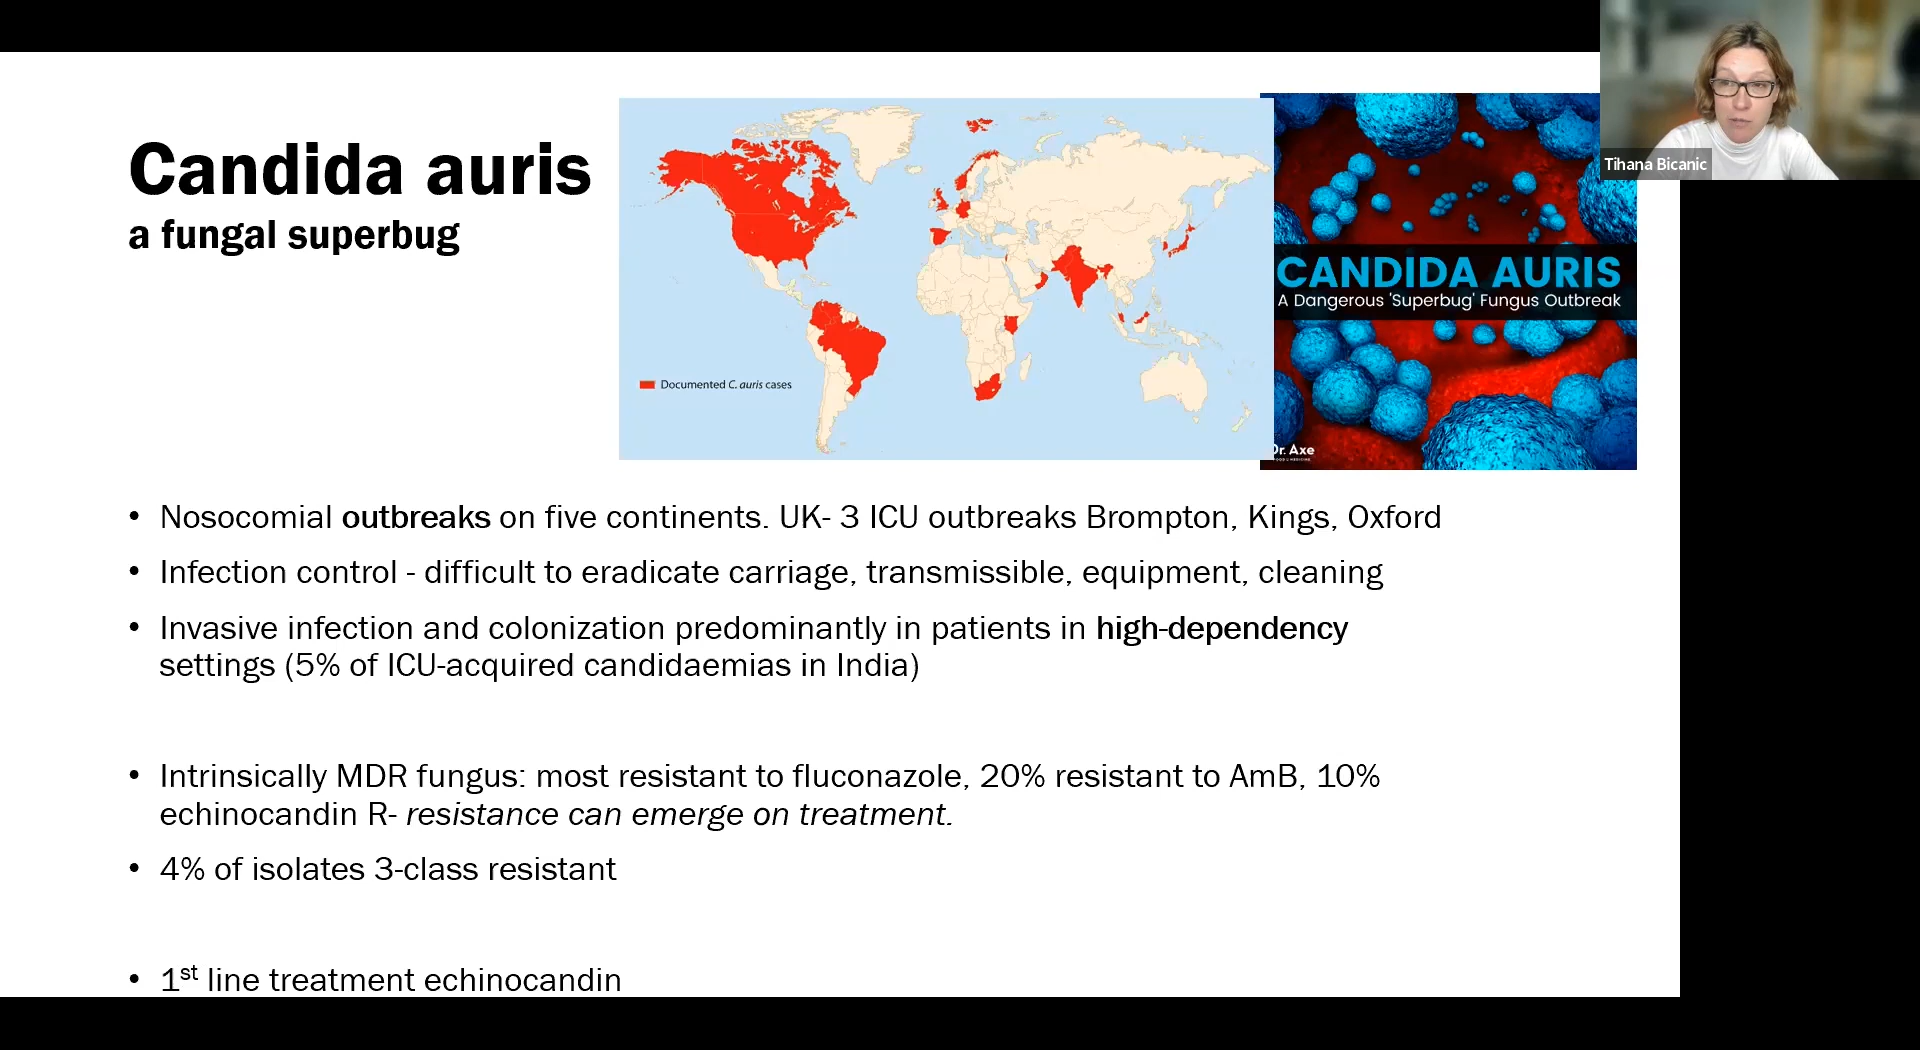 Tihana Bicanic
Candida auris
a fungal superbug
Documented C. auris cases
CANDIDA AURIS
A Dangerous 'Superbug' Fungus Outbreak
Dr. Axe
• Nosocomial outbreaks on five continents. UK- 3 ICU outbreaks Brompton, Kings, Oxford
• Infection control - difficult to eradicate carriage, transmissible, equipment, cleaning
• Invasive infection and colonization predominantly in patients in high-dependency
settings (5% of ICU-acquired candidaemias in India)
• Intrinsically MDR fungus: most resistant to fluconazole, 20% resistant to AmB, 10%
echinocandin R- resistance can emerge on treatment.
• 4% of isolates 3-class resistant
• 1st line treatment echinocandin